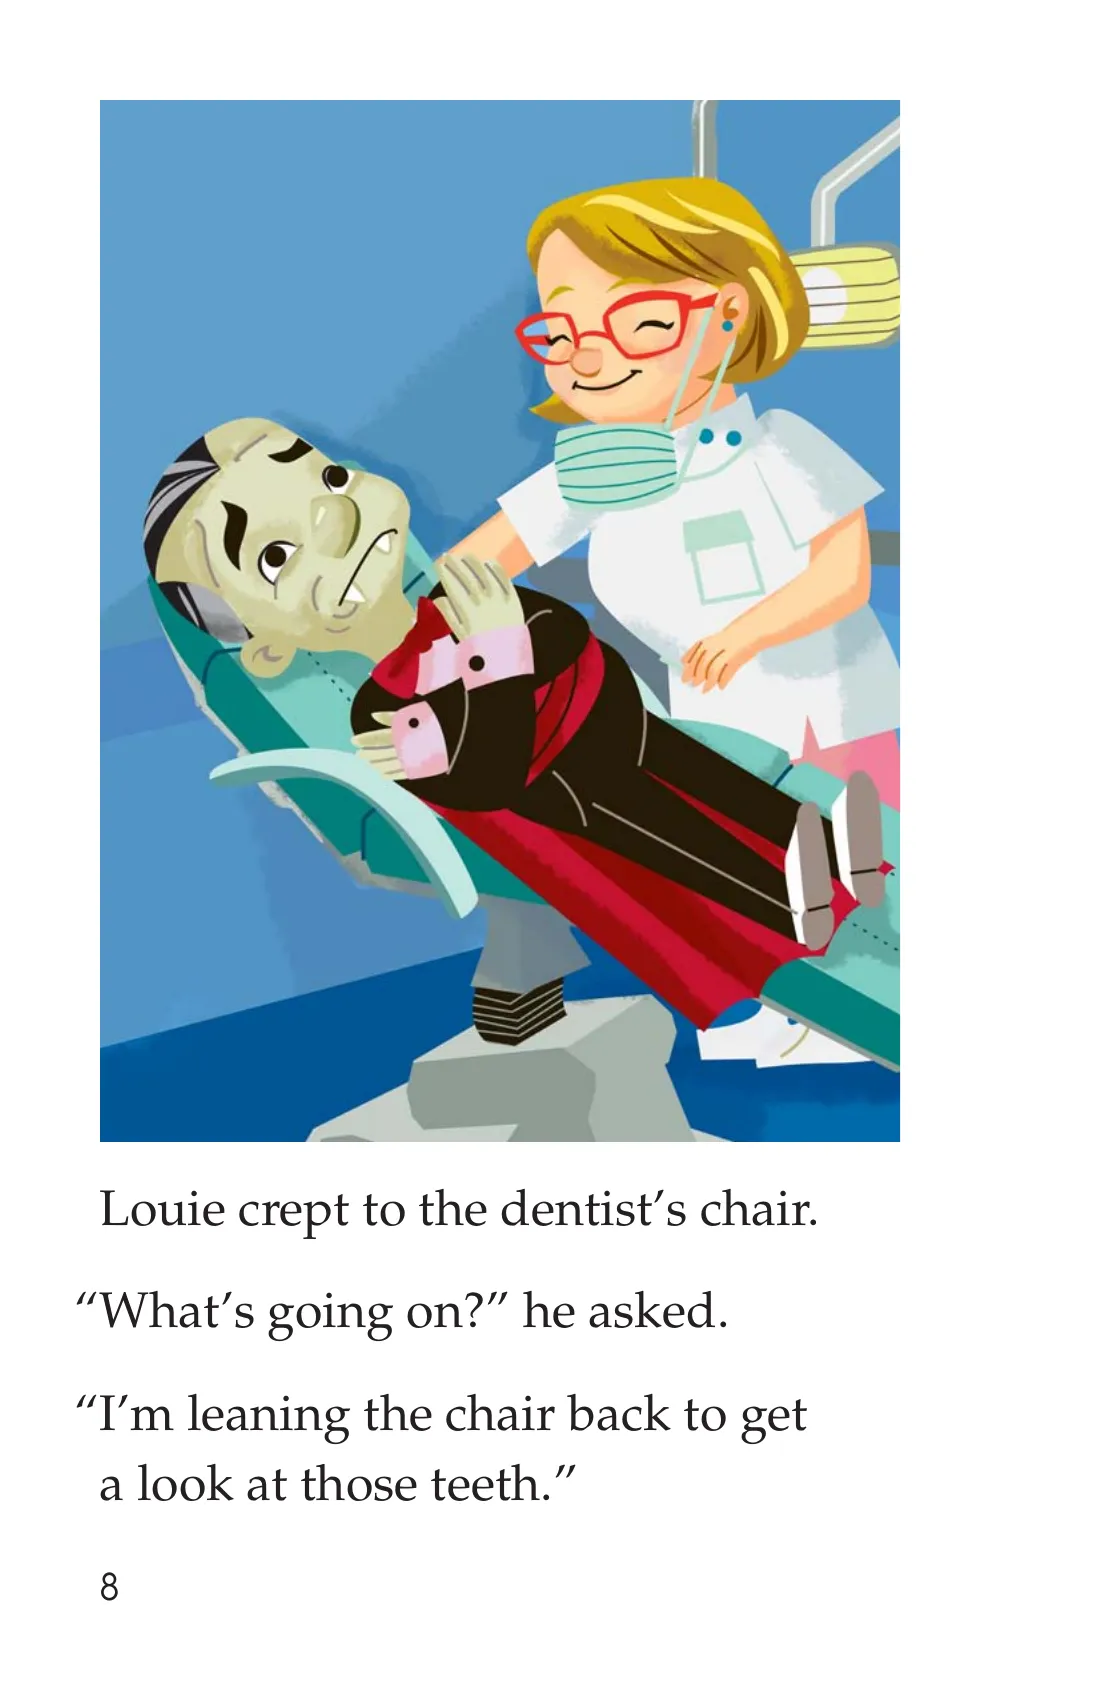 Louie crept to the dentist’s chair.
“What’s going on?” he asked.
“I’m leaning the chair back to get
a look at those teeth.”
8